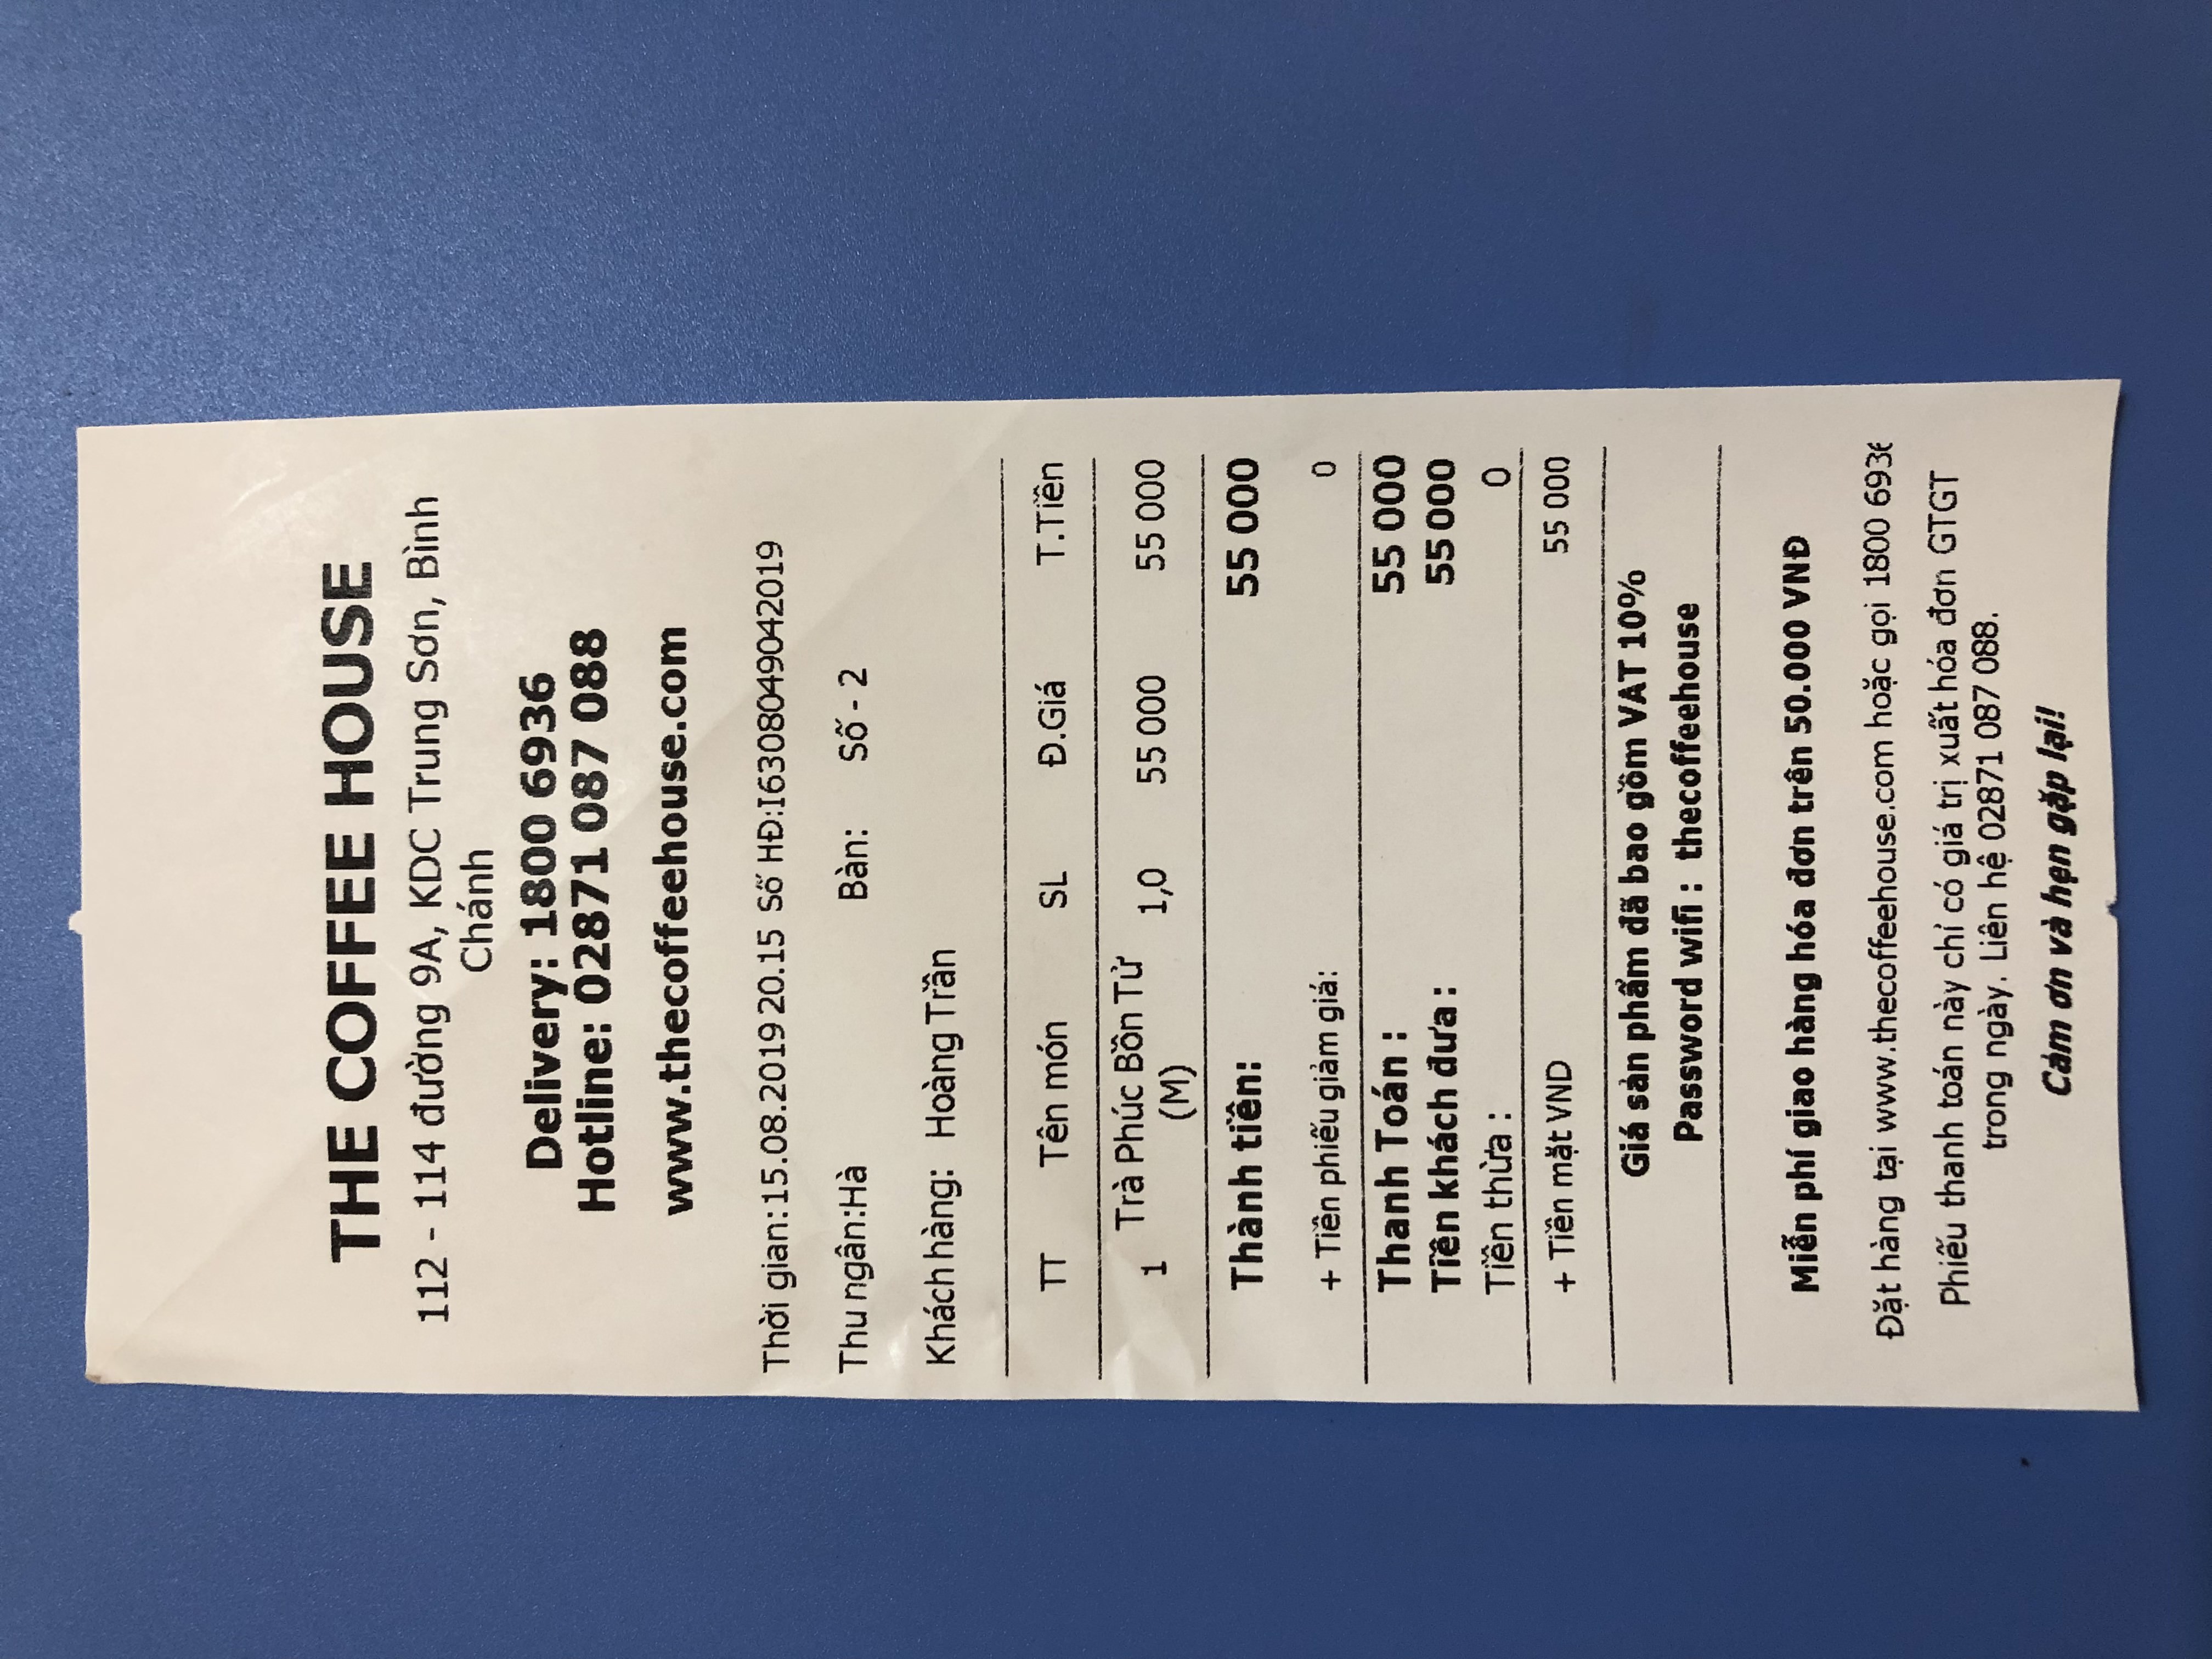 THE COFFEE HOUSE
112 - 114 đường 9A, KDC Trung Sơn, Bình
Chánh
Delivery: 1800 6936
Hotline: 02871 087 088
www.thecoffeehouse.com
Thời gian: 15.08.2019 20.15 Số HĐ:I6308049042019
Thu ngân:Hà Bàn: Số - 2
Khách hàng: Hoàng Trần
TT Tên món SL Đ.Giá T.Tiền
1 Trà Phúc Bồn Tử 1,0 55 000 55 000
(M)
Thành tiền: 55 000
+ Tiền phiếu giảm giá: 0
Thanh Toán : 55 000
Tiền khách đưa : 55 000
Tiền thừa : 0
+ Tiền mặt VND 55 000
Giá sản phẩm đã bao gồm VAT 10%
Password wifi : thecoffeehouse
Miễn phí giao hàng hóa đơn trên 50.000 VNĐ
Đặt hàng tại www.thecoffeehouse.com hoặc gọi 1800 6936
Phiếu thanh toán này chỉ có giá trị xuất hóa đơn GTGT
trong ngày. Liên hệ 02871 087 088.
Cảm ơn và hẹn gặp lại!